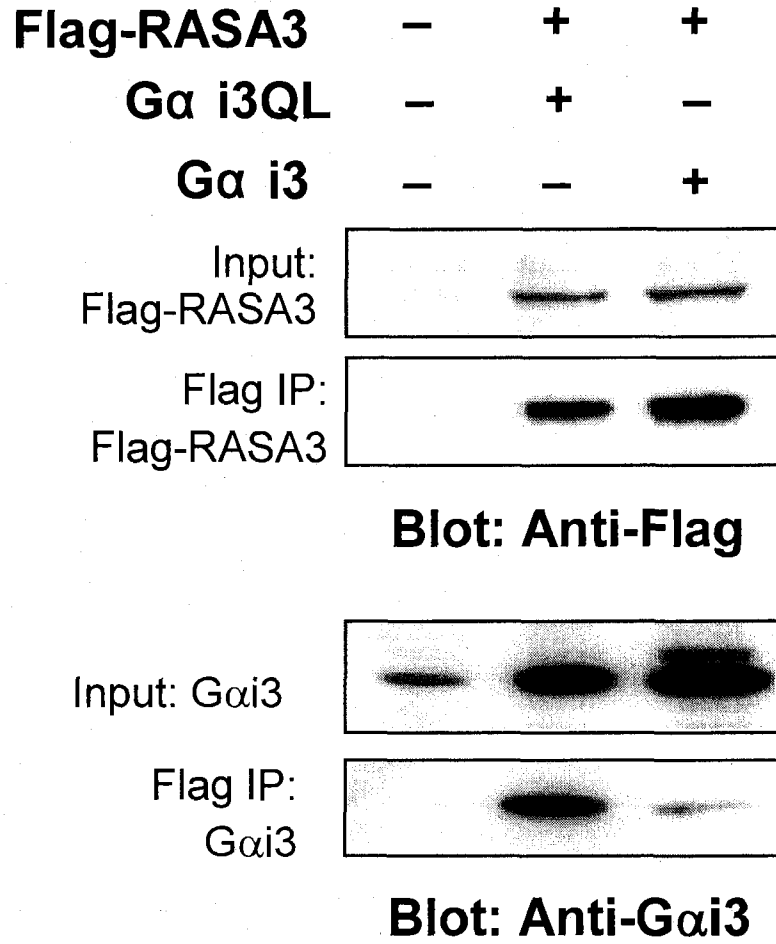 Flag-RASA3 – + +
Gα i3QL – + –
Gα i3 – – +
Input:
Flag-RASA3
Flag IP:
Flag-RASA3
Blot: Anti-Flag
Input: Gαi3
Flag IP:
Gαi3
Blot: Anti-Gαi3